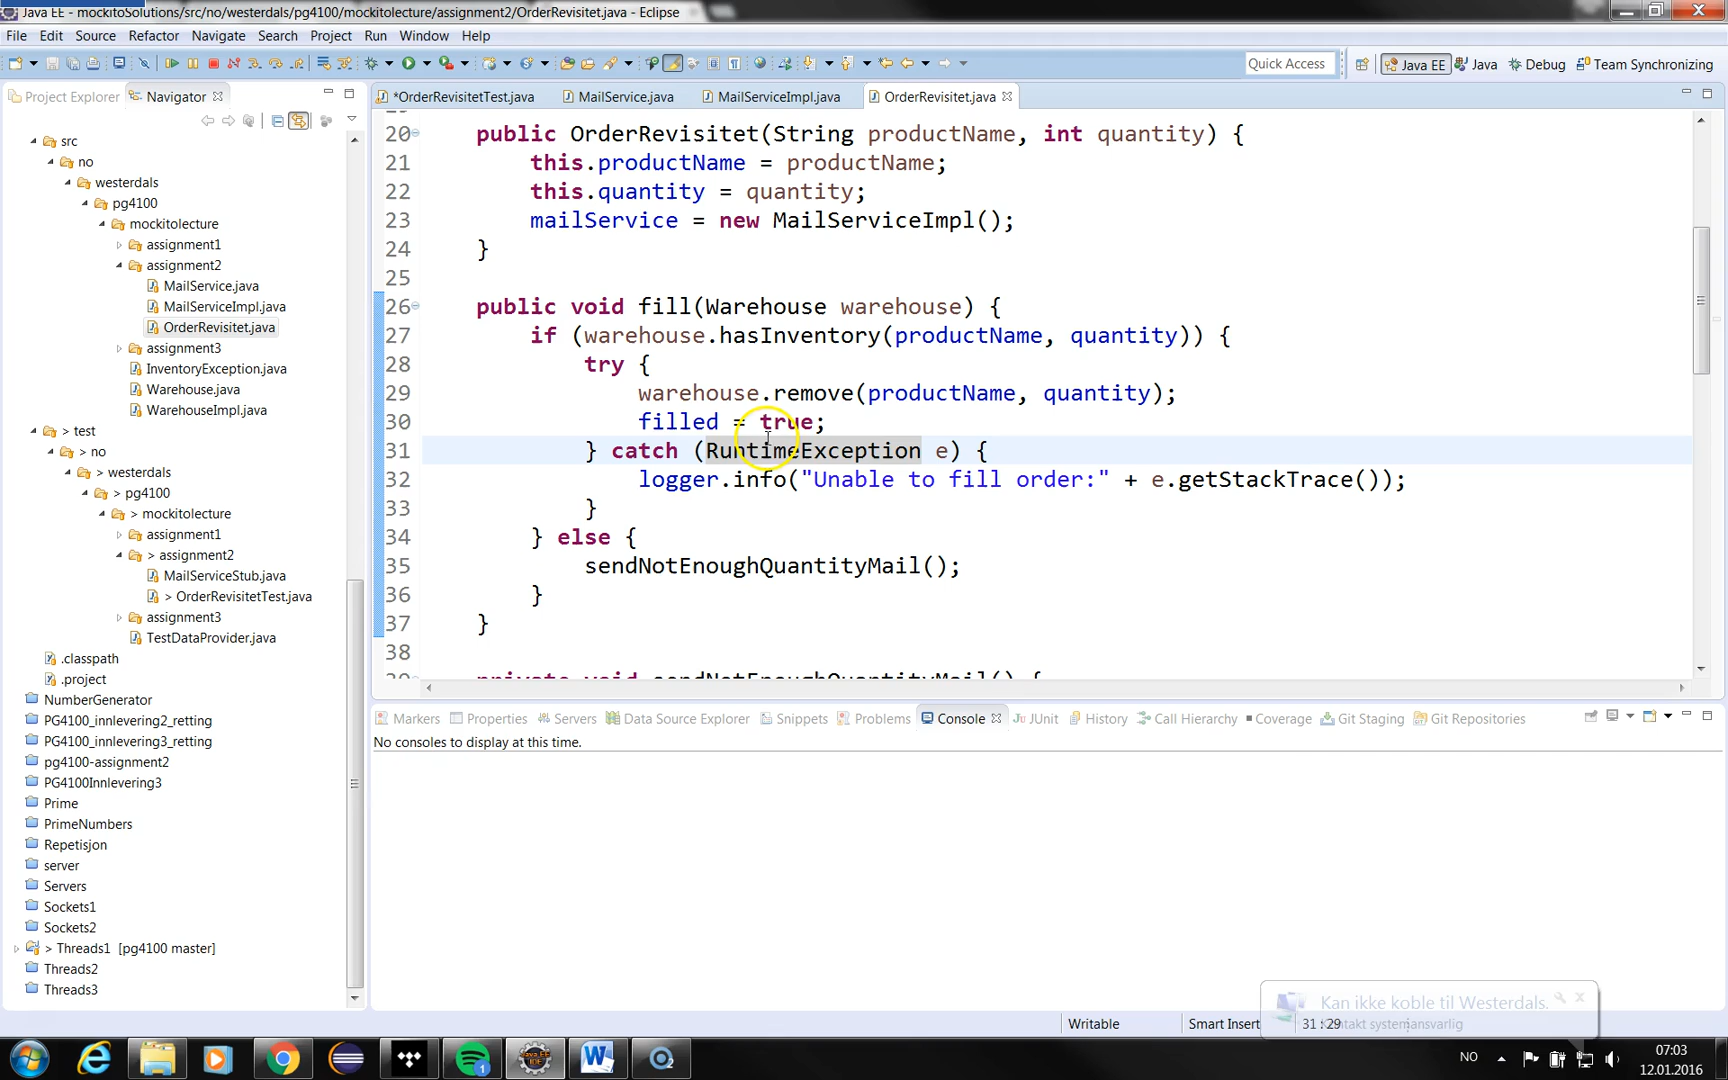 Java EE - mockitoSolutions/src/no/westerdals/pg4100/mockitolecture/assignment2/OrderRevisitet.java - Eclipse
File Edit Source Refactor Navigate Search Project Run Window Help
Quick Access
Java EE
Java
Debug
Team Synchronizing
Project Explorer
Navigator
*OrderRevisitetTest.java
MailService.java
MailServiceImpl.java
OrderRevisitet.java
src
no
westerdals
pg4100
mockitolecture
assignment1
assignment2
MailService.java
MailServiceImpl.java
OrderRevisitet.java
assignment3
InventoryException.java
Warehouse.java
WarehouseImpl.java
> test
> no
> westerdals
> pg4100
> mockitolecture
assignment1
> assignment2
MailServiceStub.java
> OrderRevisitetTest.java
assignment3
TestDataProvider.java
.classpath
.project
NumberGenerator
PG4100_innlevering2_retting
PG4100_innlevering3_retting
pg4100-assignment2
PG4100Innlevering3
Prime
PrimeNumbers
Repetisjon
server
Servers
Sockets1
Sockets2
> Threads1 [pg4100 master]
Threads2
Threads3
20 public OrderRevisitet(String productName, int quantity) {
21 this.productName = productName;
22 this.quantity = quantity;
23 mailService = new MailServiceImpl();
24 }
25
26 public void fill(Warehouse warehouse) {
27 if (warehouse.hasInventory(productName, quantity)) {
28 try {
29 warehouse.remove(productName, quantity);
30 filled = true;
31 } catch (RuntimeException e) {
32 logger.info("Unable to fill order:" + e.getStackTrace());
33 }
34 } else {
35 sendNotEnoughQuantityMail();
36 }
37 }
38
private void sendNotEnoughQuantityMail() {
Markers
Properties
Servers
Data Source Explorer
Snippets
Problems
Console
JUnit
History
Call Hierarchy
Coverage
Git Staging
Git Repositories
No consoles to display at this time.
Kan ikke koble til Westerdals.
Writable
Smart Insert
31 : 29
systemansvarlig
NO
07:03
12.01.2016